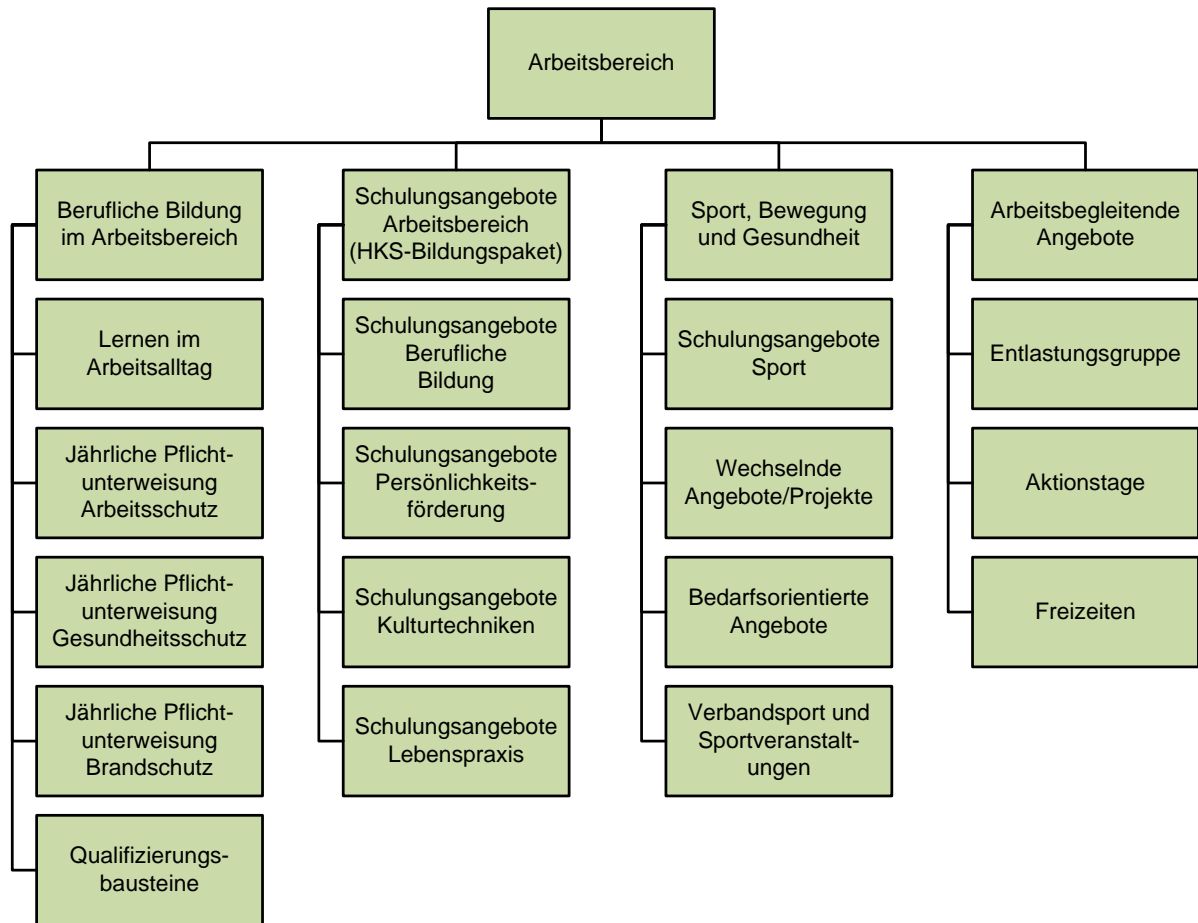 Arbeitsbereich
Berufliche Bildung
im Arbeitsbereich
Lernen im
Arbeitsalltag
Jährliche Pflicht-
unterweisung
Arbeitsschutz
Jährliche Pflicht-
unterweisung
Gesundheitsschutz
Jährliche Pflicht-
unterweisung
Brandschutz
Qualifizierungs-
bausteine
Schulungsangebote
Arbeitsbereich
(HKS-Bildungspaket)
Schulungsangebote
Berufliche
Bildung
Schulungsangebote
Persönlichkeits-
förderung
Schulungsangebote
Kulturtechniken
Schulungsangebote
Lebenspraxis
Sport, Bewegung
und Gesundheit
Schulungsangebote
Sport
Wechselnde
Angebote/Projekte
Bedarfsorientierte
Angebote
Verbandsport und
Sportveranstalt-
ungen
Arbeitsbegleitende
Angebote
Entlastungsgruppe
Aktionstage
Freizeiten